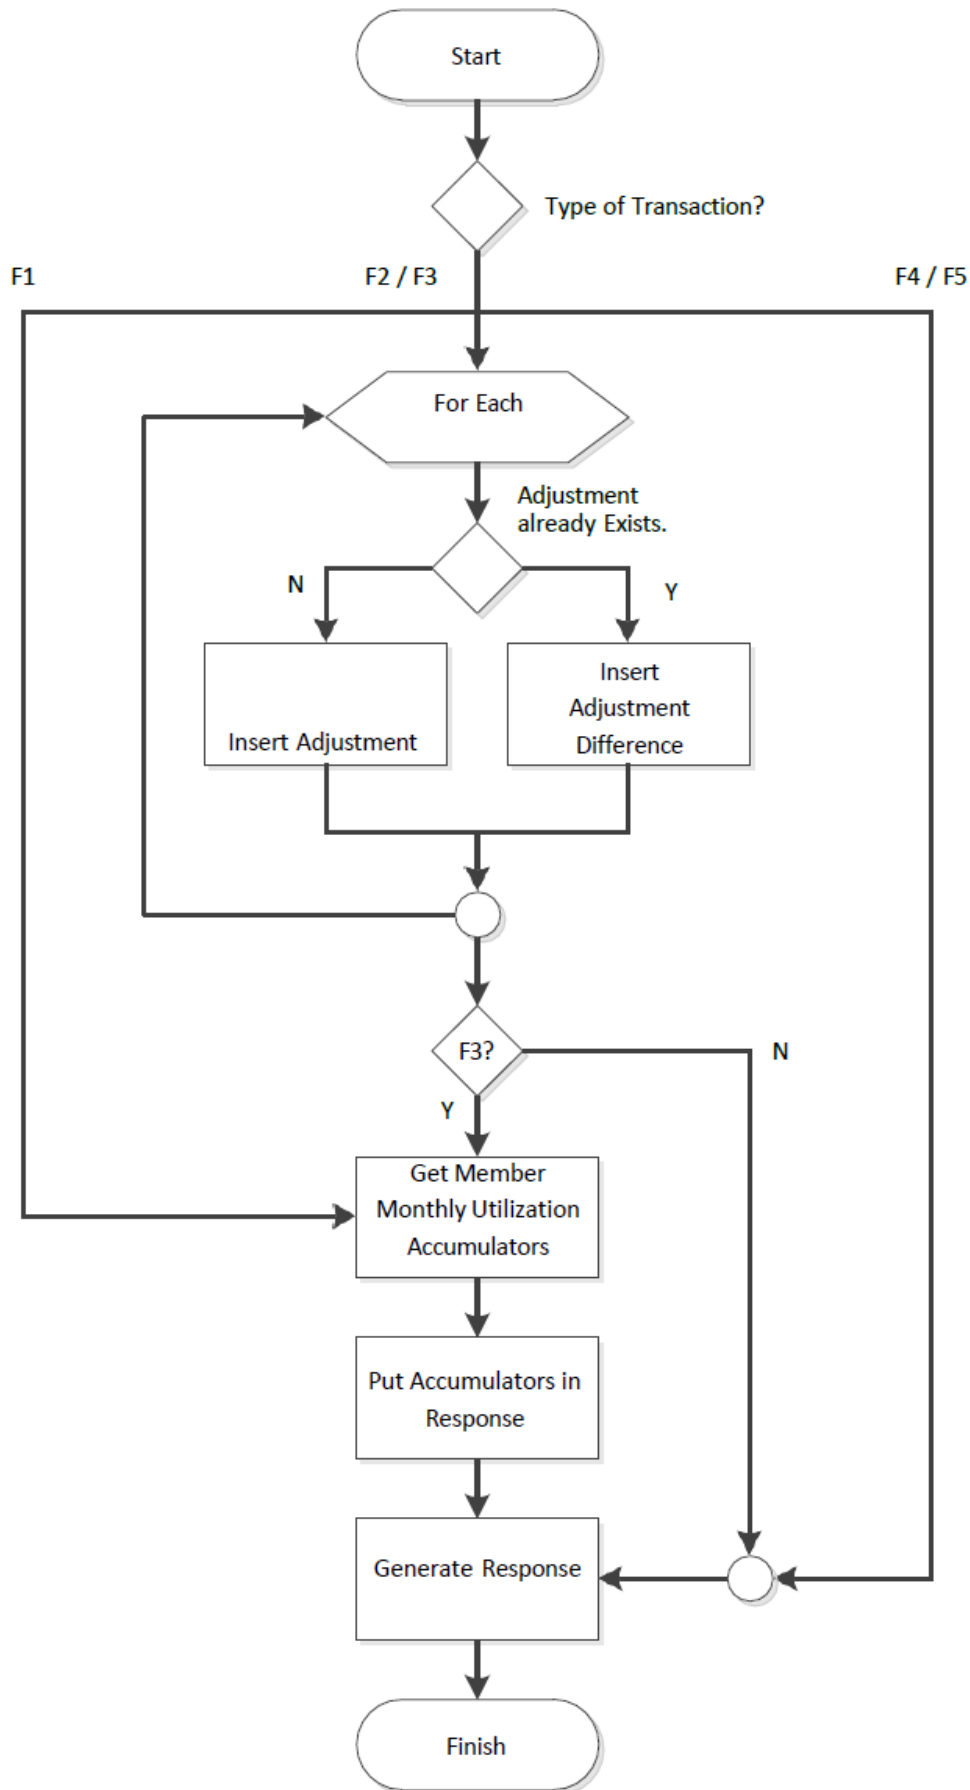 Start
Type of Transaction?
F1
F2 / F3
F4 / F5
For Each
Adjustment
already Exists.
N
Y
Insert Adjustment
Insert
Adjustment
Difference
F3?
N
Y
Get Member
Monthly Utilization
Accumulators
Put Accumulators in
Response
Generate Response
Finish